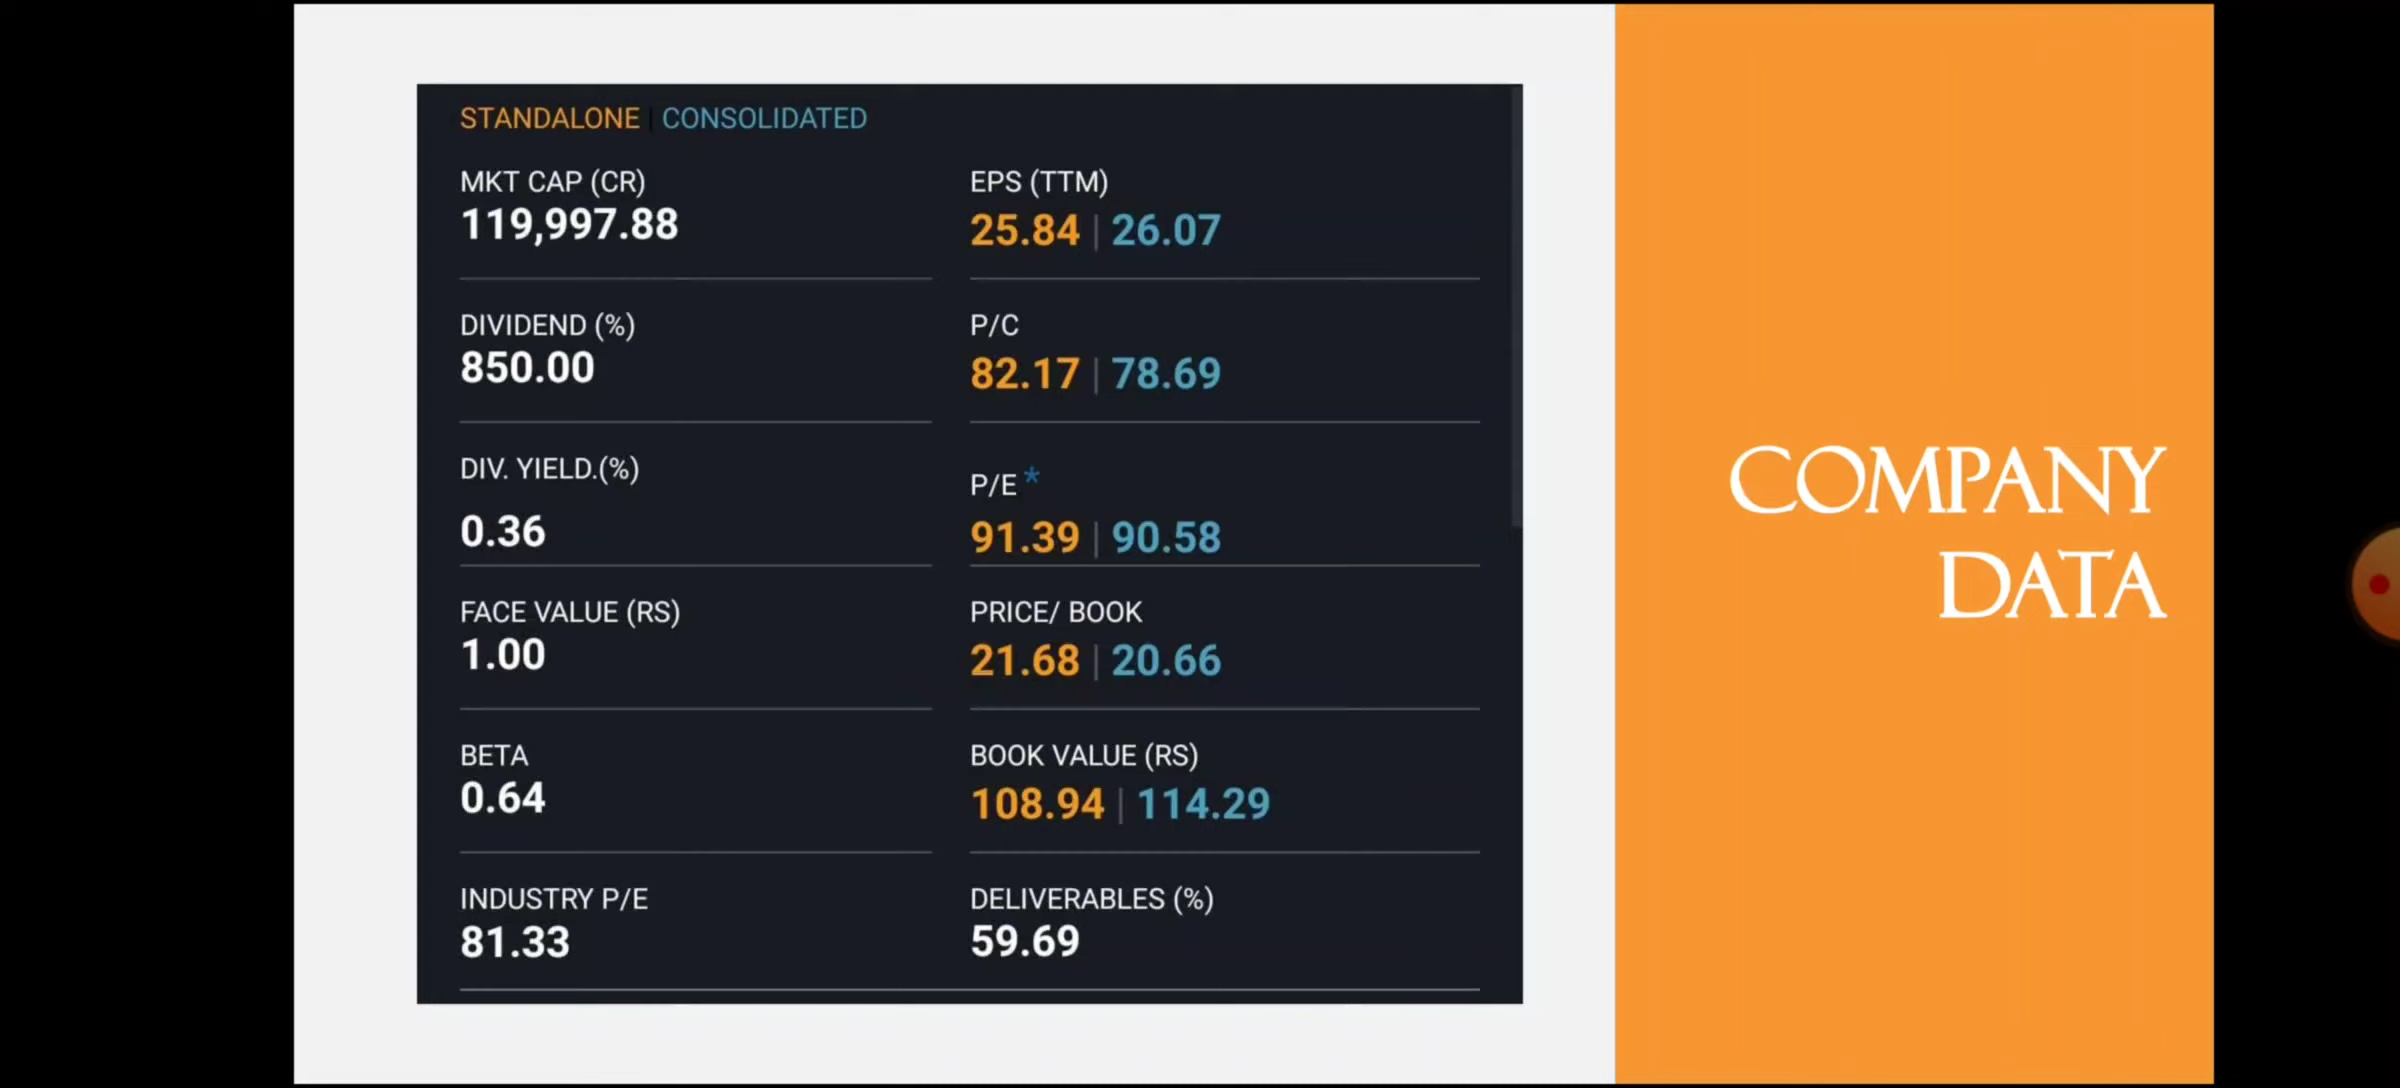 STANDALONE | CONSOLIDATED
MKT CAP (CR)
119,997.88
EPS (TTM)
25.84 | 26.07
DIVIDEND (%)
850.00
P/C
82.17 | 78.69
DIV. YIELD.(%)
0.36
P/E *
91.39 | 90.58
FACE VALUE (RS)
1.00
PRICE/ BOOK
21.68 | 20.66
BETA
0.64
BOOK VALUE (RS)
108.94 | 114.29
INDUSTRY P/E
81.33
DELIVERABLES (%)
59.69
COMPANY
DATA